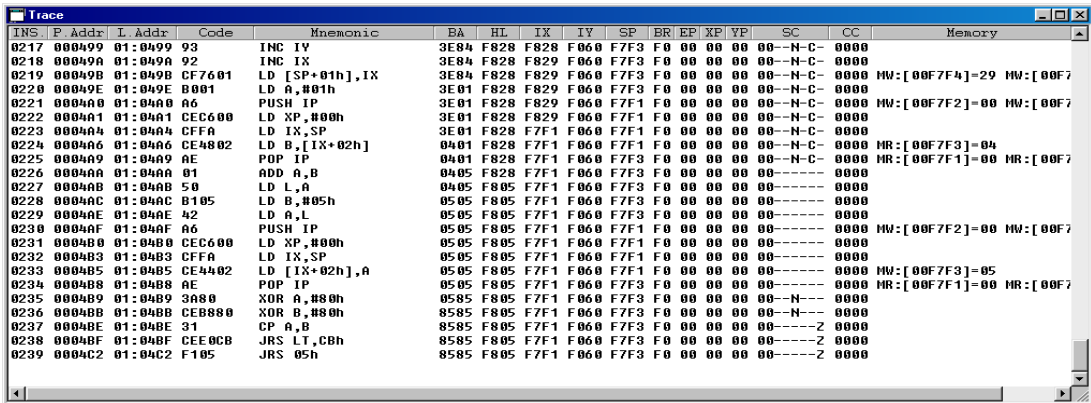 Trace
INS. P.Addr L.Addr Code Mnemonic BA HL IX IY SP BR EP XP YP SC CC Memory
0217 000499 01:0499 93 INC IY 3E84 F828 F828 F060 F7F3 F0 00 00 00 00--N-C- 0000
0218 00049A 01:049A 92 INC IX 3E84 F828 F829 F060 F7F3 F0 00 00 00 00--N-C- 0000
0219 00049B 01:049B CF7601 LD [SP+01h],IX 3E84 F828 F829 F060 F7F3 F0 00 00 00 00--N-C- 0000 MW:[00F7F4]=29 MW:[00F7
0220 00049E 01:049E B001 LD A,#01h 3E01 F828 F829 F060 F7F3 F0 00 00 00 00--N-C- 0000
0221 0004A0 01:04A0 A6 PUSH IP 3E01 F828 F829 F060 F7F1 F0 00 00 00 00--N-C- 0000 MW:[00F7F2]=00 MW:[00F7
0222 0004A1 01:04A1 CEC600 LD XP,#00h 3E01 F828 F829 F060 F7F1 F0 00 00 00 00--N-C- 0000
0223 0004A4 01:04A4 CFFA LD IX,SP 3E01 F828 F7F1 F060 F7F1 F0 00 00 00 00--N-C- 0000
0224 0004A6 01:04A6 CE4802 LD B,[IX+02h] 0401 F828 F7F1 F060 F7F1 F0 00 00 00 00--N-C- 0000 MR:[00F7F3]=04
0225 0004A9 01:04A9 AE POP IP 0401 F828 F7F1 F060 F7F3 F0 00 00 00 00--N-C- 0000 MR:[00F7F1]=00 MR:[00F7
0226 0004AA 01:04AA 01 ADD A,B 0405 F828 F7F1 F060 F7F3 F0 00 00 00 00------ 0000
0227 0004AB 01:04AB 50 LD L,A 0405 F805 F7F1 F060 F7F3 F0 00 00 00 00------ 0000
0228 0004AC 01:04AC B105 LD B,#05h 0505 F805 F7F1 F060 F7F3 F0 00 00 00 00------ 0000
0229 0004AE 01:04AE 42 LD A,L 0505 F805 F7F1 F060 F7F3 F0 00 00 00 00------ 0000
0230 0004AF 01:04AF A6 PUSH IP 0505 F805 F7F1 F060 F7F1 F0 00 00 00 00------ 0000 MW:[00F7F2]=00 MW:[00F7
0231 0004B0 01:04B0 CEC600 LD XP,#00h 0505 F805 F7F1 F060 F7F1 F0 00 00 00 00------ 0000
0232 0004B3 01:04B3 CFFA LD IX,SP 0505 F805 F7F1 F060 F7F1 F0 00 00 00 00------ 0000
0233 0004B5 01:04B5 CE4402 LD [IX+02h],A 0505 F805 F7F1 F060 F7F1 F0 00 00 00 00------ 0000 MW:[00F7F3]=05
0234 0004B8 01:04B8 AE POP IP 0505 F805 F7F1 F060 F7F3 F0 00 00 00 00------ 0000 MR:[00F7F1]=00 MR:[00F7
0235 0004B9 01:04B9 3A80 XOR A,#80h 0585 F805 F7F1 F060 F7F3 F0 00 00 00 00--N--- 0000
0236 0004BB 01:04BB CEB880 XOR B,#80h 8585 F805 F7F1 F060 F7F3 F0 00 00 00 00--N--- 0000
0237 0004BE 01:04BE 31 CP A,B 8585 F805 F7F1 F060 F7F3 F0 00 00 00 00-----Z 0000
0238 0004BF 01:04BF CEE0CB JRS LT,CBh 8585 F805 F7F1 F060 F7F3 F0 00 00 00 00-----Z 0000
0239 0004C2 01:04C2 F105 JRS 05h 8585 F805 F7F1 F060 F7F3 F0 00 00 00 00-----Z 0000